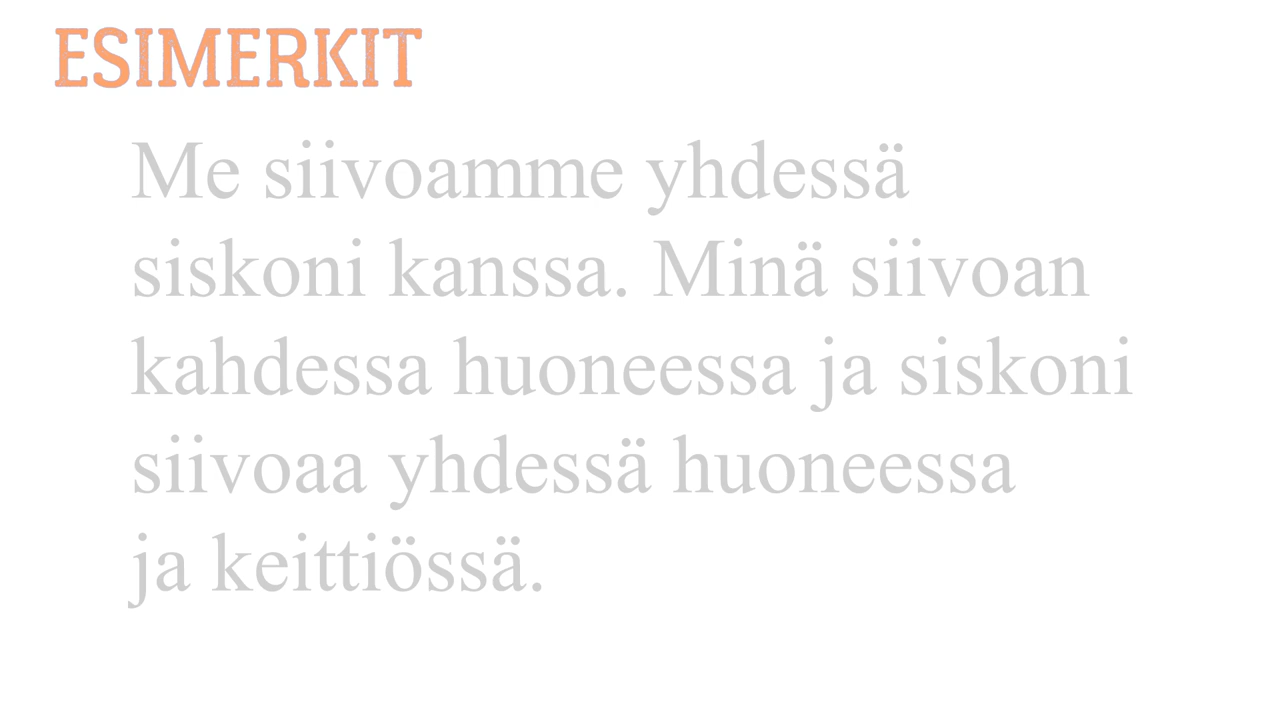 ESIMERKIT
Me siivoamme yhdessä
siskoni kanssa. Minä siivoan
kahdessa huoneessa ja siskoni
siivoaa yhdessä huoneessa
ja keittiössä.